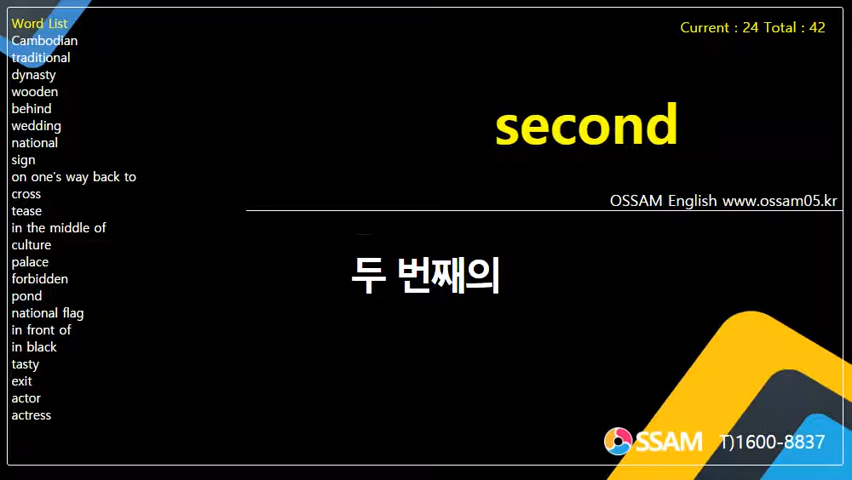 Word List
Cambodian
traditional
dynasty
wooden
behind
wedding
national
sign
on one's way back to
cross
tease
in the middle of
culture
palace
forbidden
pond
national flag
in front of
in black
tasty
exit
actor
actress
Current : 24 Total : 42
second
OSSAM English www.ossam05.kr
두 번째의
OSSAM T)1600-8837